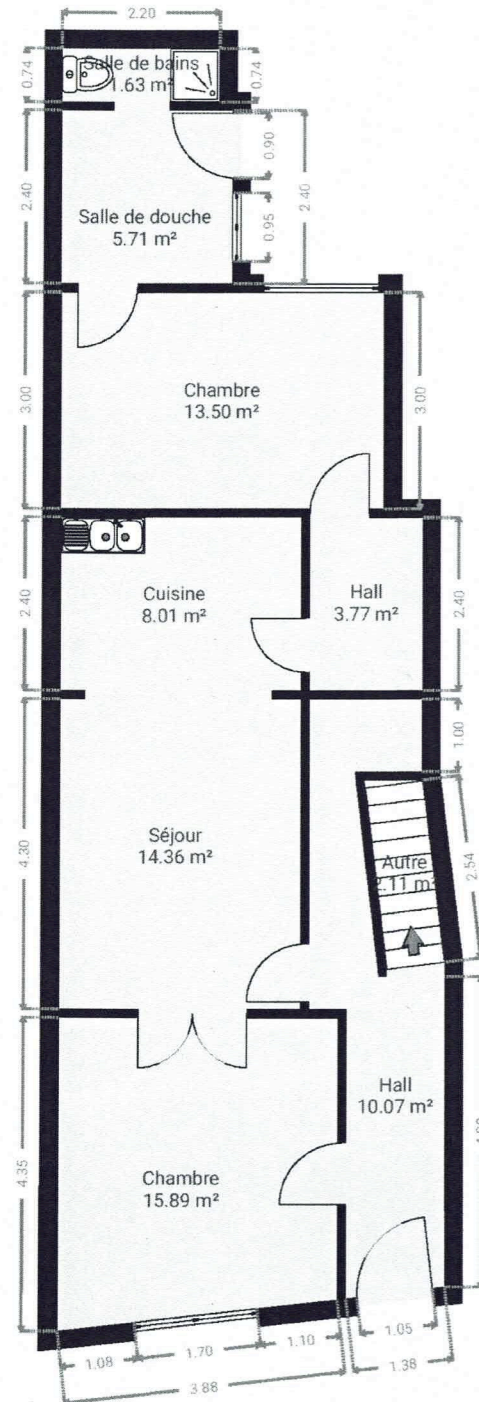 2.20
0.74
Salle de bains
1.63 m²
0.74
2.40
0.90
2.40
Salle de douche
5.71 m²
0.95
3.00
Chambre
13.50 m²
3.00
2.40
Cuisine
8.01 m²
Hall
3.77 m²
2.40
1.00
4.30
Séjour
14.36 m²
Autre
2.11 m²
2.54
Hall
10.07 m²
4.35
Chambre
15.89 m²
1.08
1.70
1.10
1.05
3.88
1.38